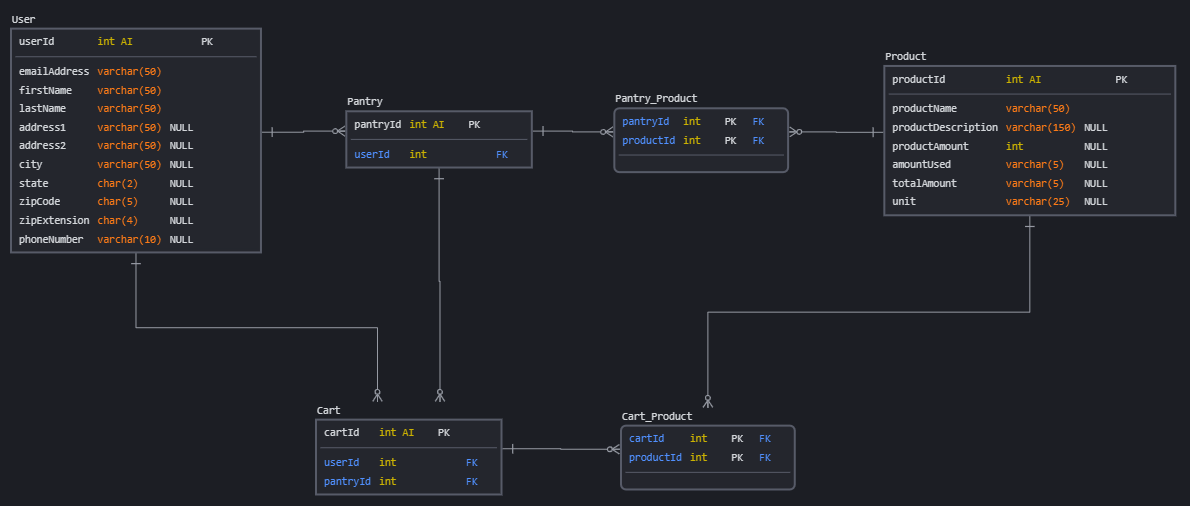 User
userId int AI PK
emailAddress varchar(50)
firstName varchar(50)
lastName varchar(50)
address1 varchar(50) NULL
address2 varchar(50) NULL
city varchar(50) NULL
state char(2) NULL
zipCode char(5) NULL
zipExtension char(4) NULL
phoneNumber varchar(10) NULL
Pantry
pantryId int AI PK
userId int FK
Pantry_Product
pantryId int PK FK
productId int PK FK
Product
productId int AI PK
productName varchar(50)
productDescription varchar(150) NULL
productAmount int NULL
amountUsed varchar(5) NULL
totalAmount varchar(5) NULL
unit varchar(25) NULL
Cart
cartId int AI PK
userId int FK
pantryId int FK
Cart_Product
cartId int PK FK
productId int PK FK